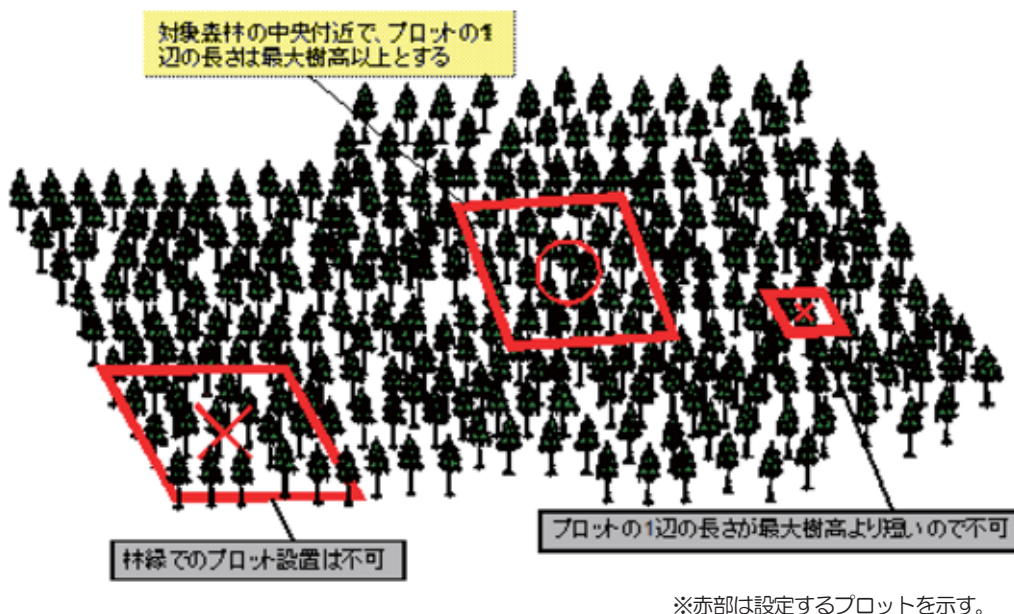 対象森林の中央付近で、プロットの1
辺の長さは最大樹高以上とする
林縁でのプロット設置は不可
プロットの1辺の長さが最大樹高より短いので不可
※赤部は設定するプロットを示す。